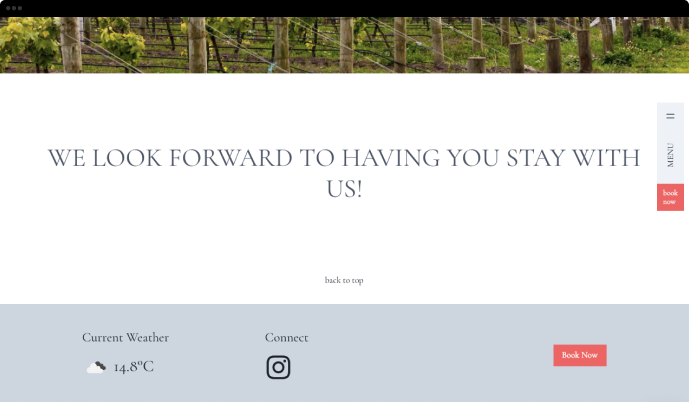 WE LOOK FORWARD TO HAVING YOU STAY WITH
US!
MENU
book
now
back to top
Current Weather
14.8°C
Connect
Book Now